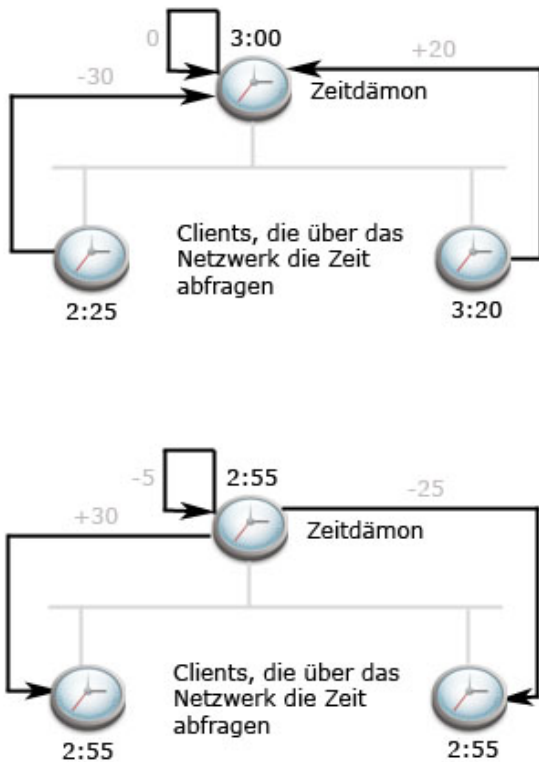 0
3:00
+20
-30
Zeitdämon
Clients, die über das
Netzwerk die Zeit
abfragen
2:25
3:20
-5
2:55
-25
+30
Zeitdämon
Clients, die über das
Netzwerk die Zeit
abfragen
2:55
2:55